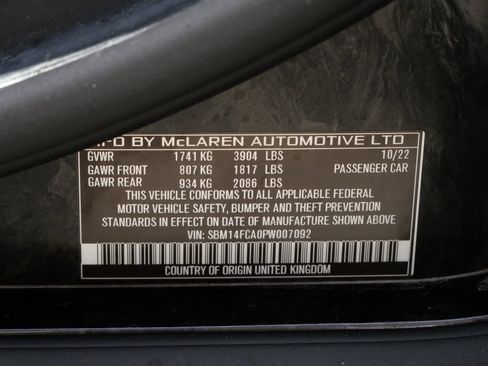 MFD BY McLAREN AUTOMOTIVE LTD
GVWR 1741 KG 3904 LBS 10/22
GAWR FRONT 807 KG 1817 LBS PASSENGER CAR
GAWR REAR 934 KG 2086 LBS
THIS VEHICLE CONFORMS TO ALL APPLICABLE FEDERAL
MOTOR VEHICLE SAFETY, BUMPER AND THEFT PREVENTION
STANDARDS IN EFFECT ON DATE OF MANUFACTURE SHOWN ABOVE.
VIN: SBM14FCA0PW007092
COUNTRY OF ORIGIN UNITED KINGDOM